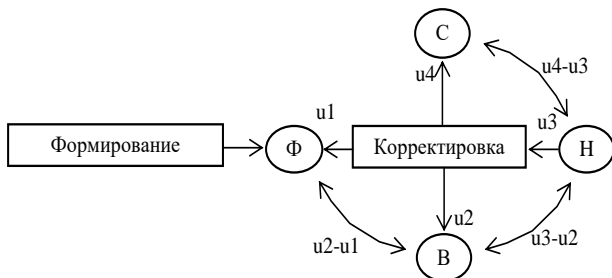 С
u4
u4-u3
u1
u3
Формирование
Ф
Корректировка
Н
u2
u2-u1
u3-u2
В